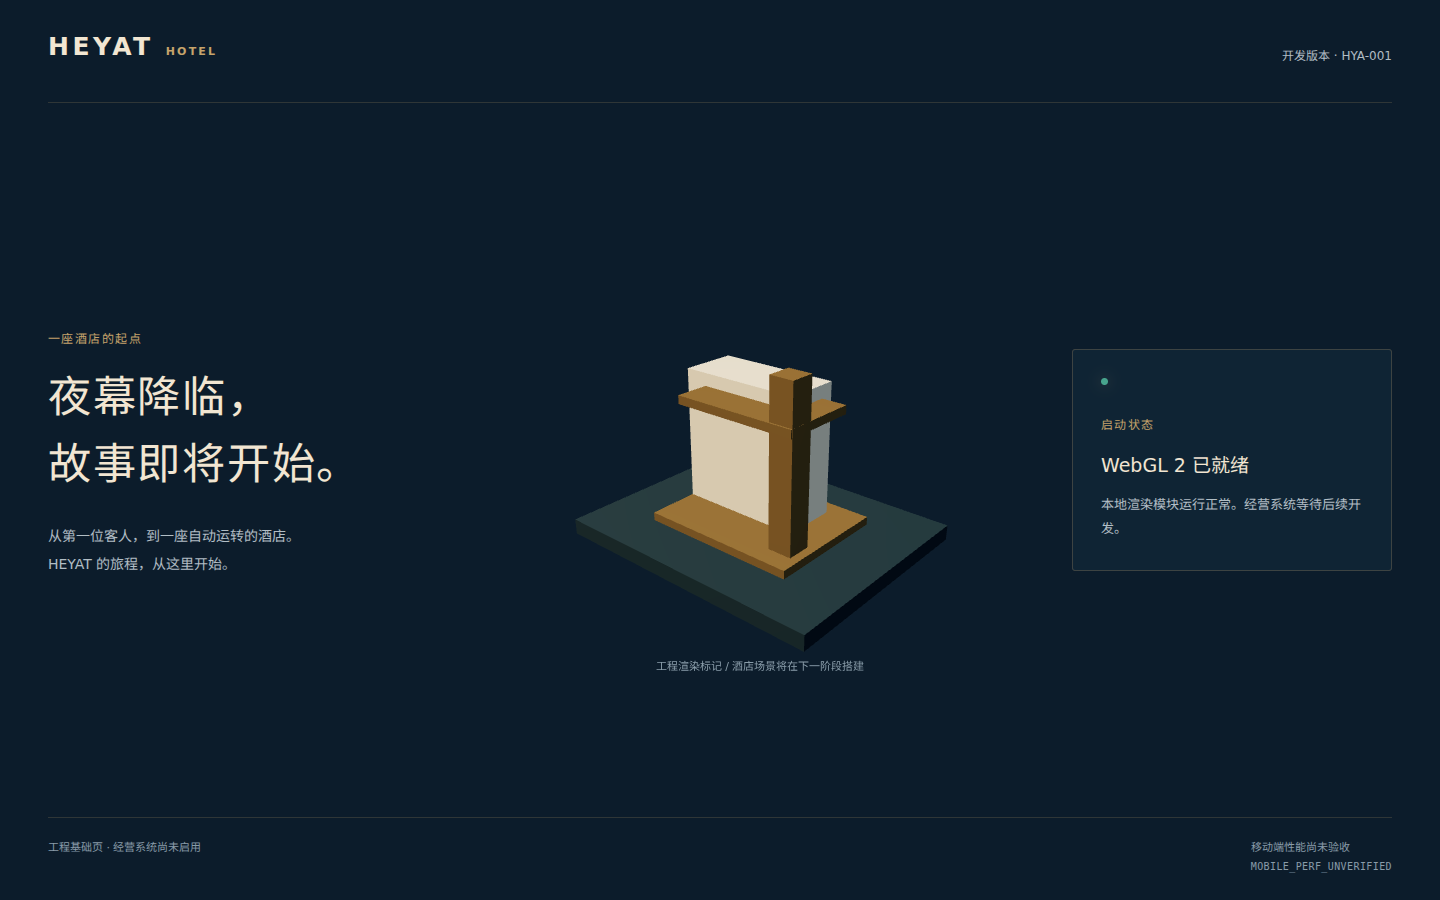 HEYAT HOTEL
开发版本 · HYA-001
一座酒店的起点
夜幕降临，
故事即将开始。
从第一位客人，到一座自动运转的酒店。
HEYAT 的旅程，从这里开始。
工程渲染标记 / 酒店场景将在下一阶段搭建
启动状态
WebGL 2 已就绪
本地渲染模块运行正常。经营系统等待后续开
发。
工程基础页 · 经营系统尚未启用
移动端性能尚未验收
MOBILE_PERF_UNVERIFIED